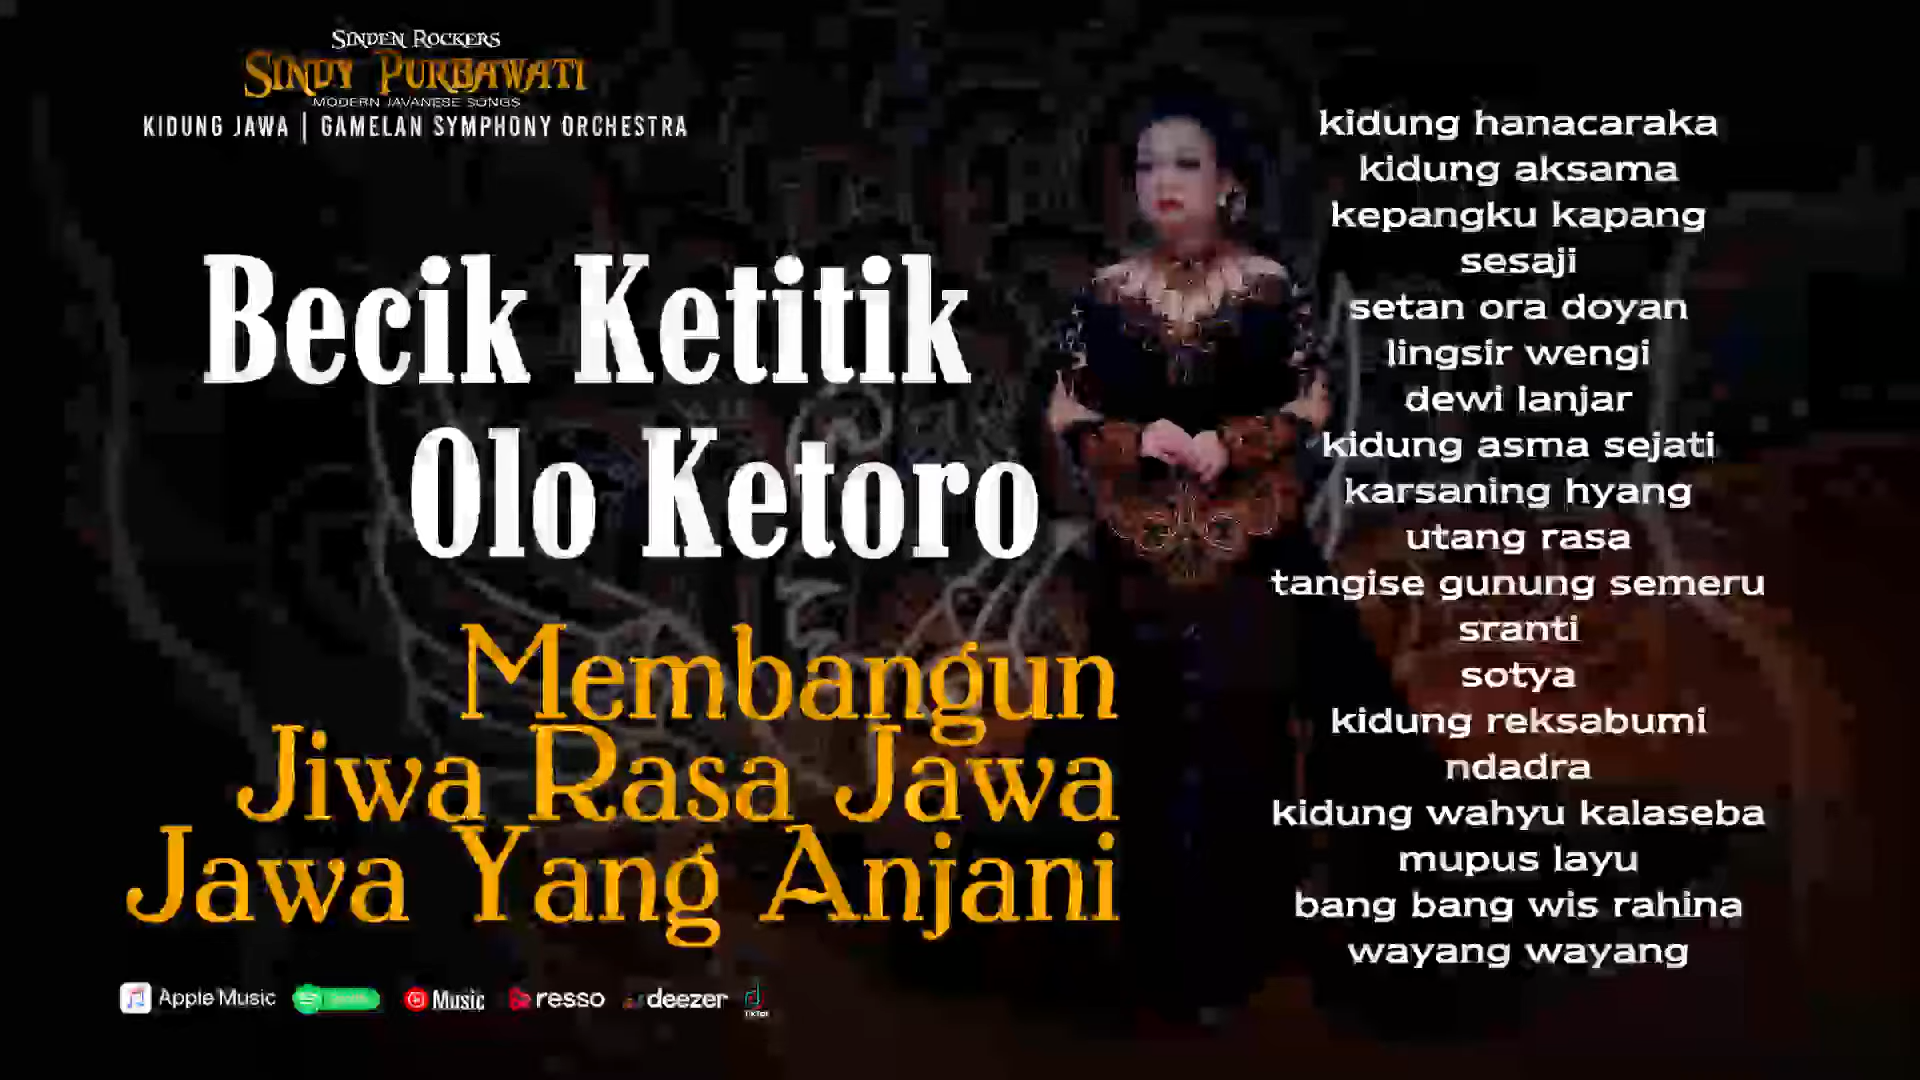 SINDEN ROCKERS
SINDY PURBAWATI
MODERN JAVANESE SONGS
KIDUNG JAWA | GAMELAN SYMPHONY ORCHESTRA
Becik Ketitik
Olo Ketoro
Membangun
Jiwa Rasa Jawa
Jawa Yang Anjani
kidung hanacaraka
kidung aksama
kepangku kapang
sesaji
setan ora doyan
lingsir wengi
dewi lanjar
kidung asma sejati
karsaning hyang
utang rasa
tangise gunung semeru
sranti
sotya
kidung reksabumi
ndadra
kidung wahyu kalaseba
mupus layu
bang bang wis rahina
wayang wayang
Apple Music
Music
resso
deezer
TikTok